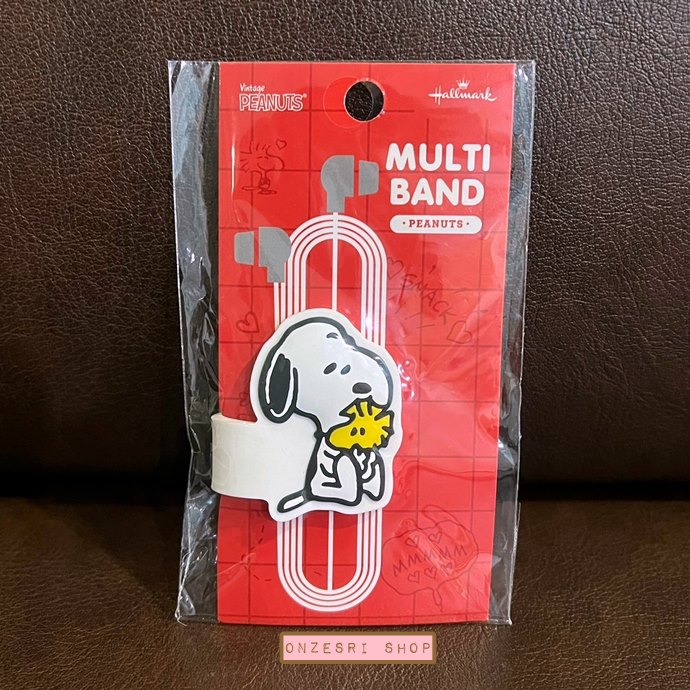 Vintage
PEANUTS
Hallmark
MULTI
BAND
• PEANUTS •
SMACK
MMMMM
ONZESRI SHOP